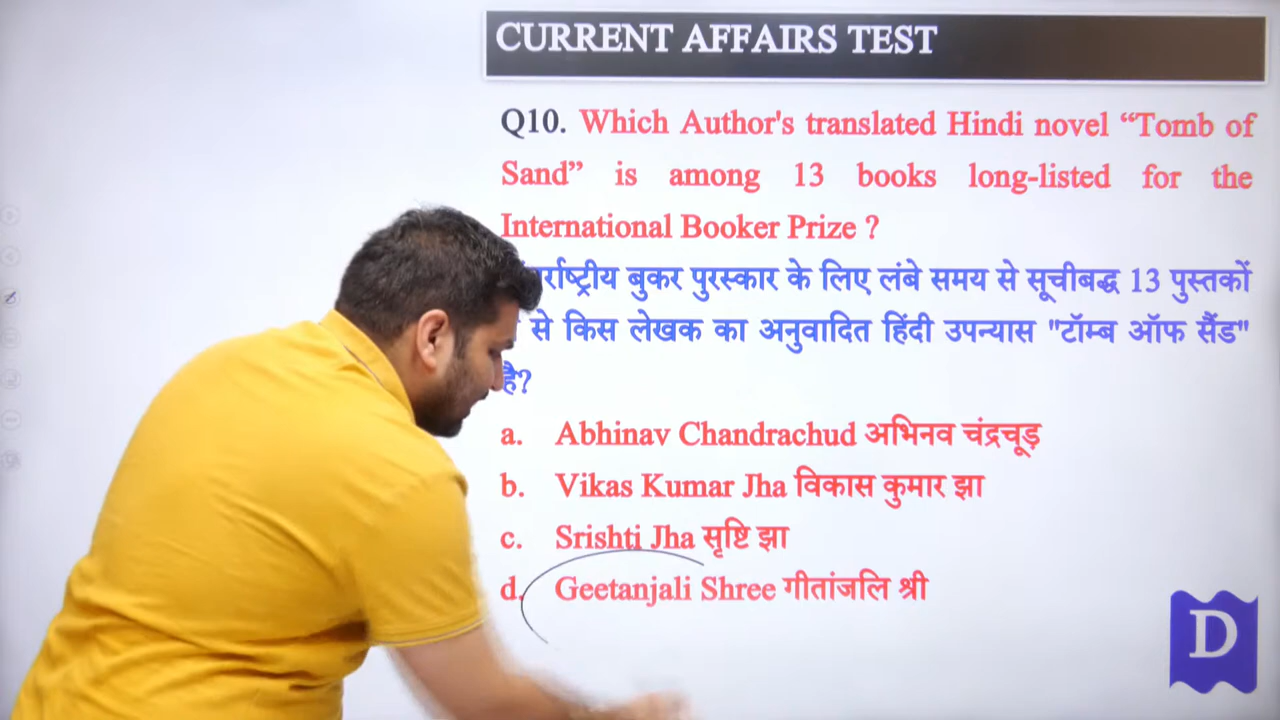 CURRENT AFFAIRS TEST
Q10. Which Author's translated Hindi novel “Tomb of
Sand” is among 13 books long-listed for the
International Booker Prize ?
बुकर पुरस्कार के लिए लंबे समय से सूचीबद्ध 13 पुस्तकों
से किस लेखक का अनुवादित हिंदी उपन्यास "टॉम्ब ऑफ सैंड"
है?
a. Abhinav Chandrachud अभिनव चंद्रचूड़
b. Vikas Kumar Jha विकास कुमार झा
c. Srishti Jha सृष्टि झा
d. Geetanjali Shree गीतांजलि श्री
D